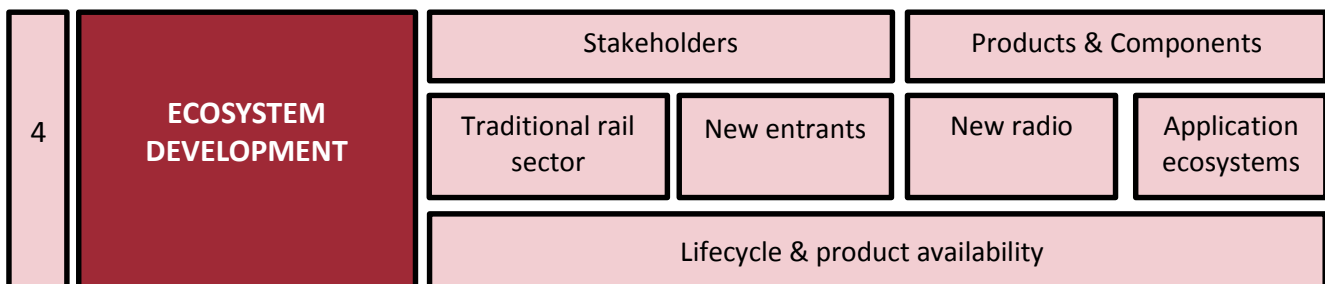 4
ECOSYSTEM
DEVELOPMENT
Stakeholders
Products & Components
Traditional rail
sector
New entrants
New radio
Application
ecosystems
Lifecycle & product availability